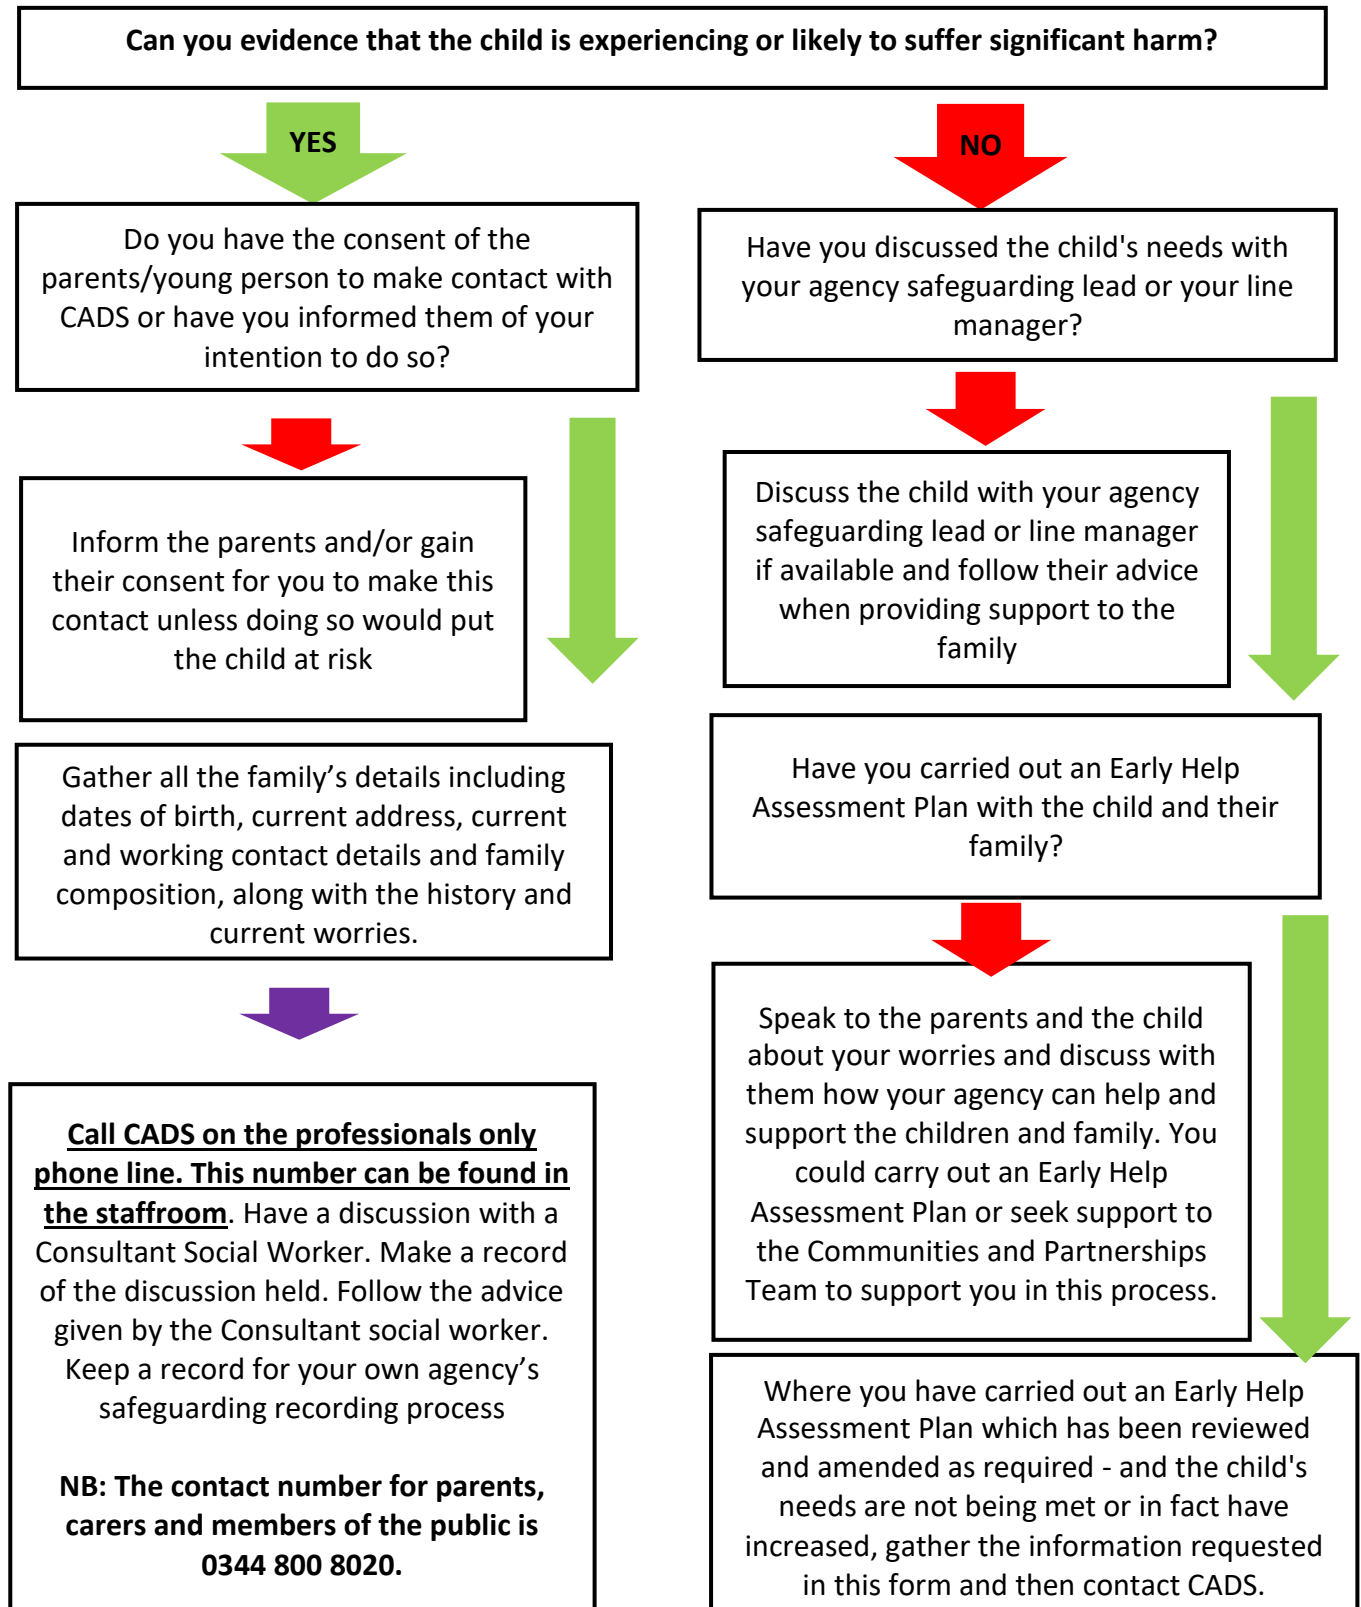 Can you evidence that the child is experiencing or likely to suffer significant harm?
YES
NO
Do you have the consent of the
parents/young person to make contact with
CADS or have you informed them of your
intention to do so?
Have you discussed the child's needs with
your agency safeguarding lead or your line
manager?
Inform the parents and/or gain
their consent for you to make this
contact unless doing so would put
the child at risk
Discuss the child with your agency
safeguarding lead or line manager
if available and follow their advice
when providing support to the
family
Gather all the family’s details including
dates of birth, current address, current
and working contact details and family
composition, along with the history and
current worries.
Have you carried out an Early Help
Assessment Plan with the child and their
family?
Call CADS on the professionals only
phone line. This number can be found in
the staffroom. Have a discussion with a
Consultant Social Worker. Make a record
of the discussion held. Follow the advice
given by the Consultant social worker.
Keep a record for your own agency’s
safeguarding recording process
NB: The contact number for parents,
carers and members of the public is
0344 800 8020.
Speak to the parents and the child
about your worries and discuss with
them how your agency can help and
support the children and family. You
could carry out an Early Help
Assessment Plan or seek support to
the Communities and Partnerships
Team to support you in this process.
Where you have carried out an Early Help
Assessment Plan which has been reviewed
and amended as required - and the child's
needs are not being met or in fact have
increased, gather the information requested
in this form and then contact CADS.